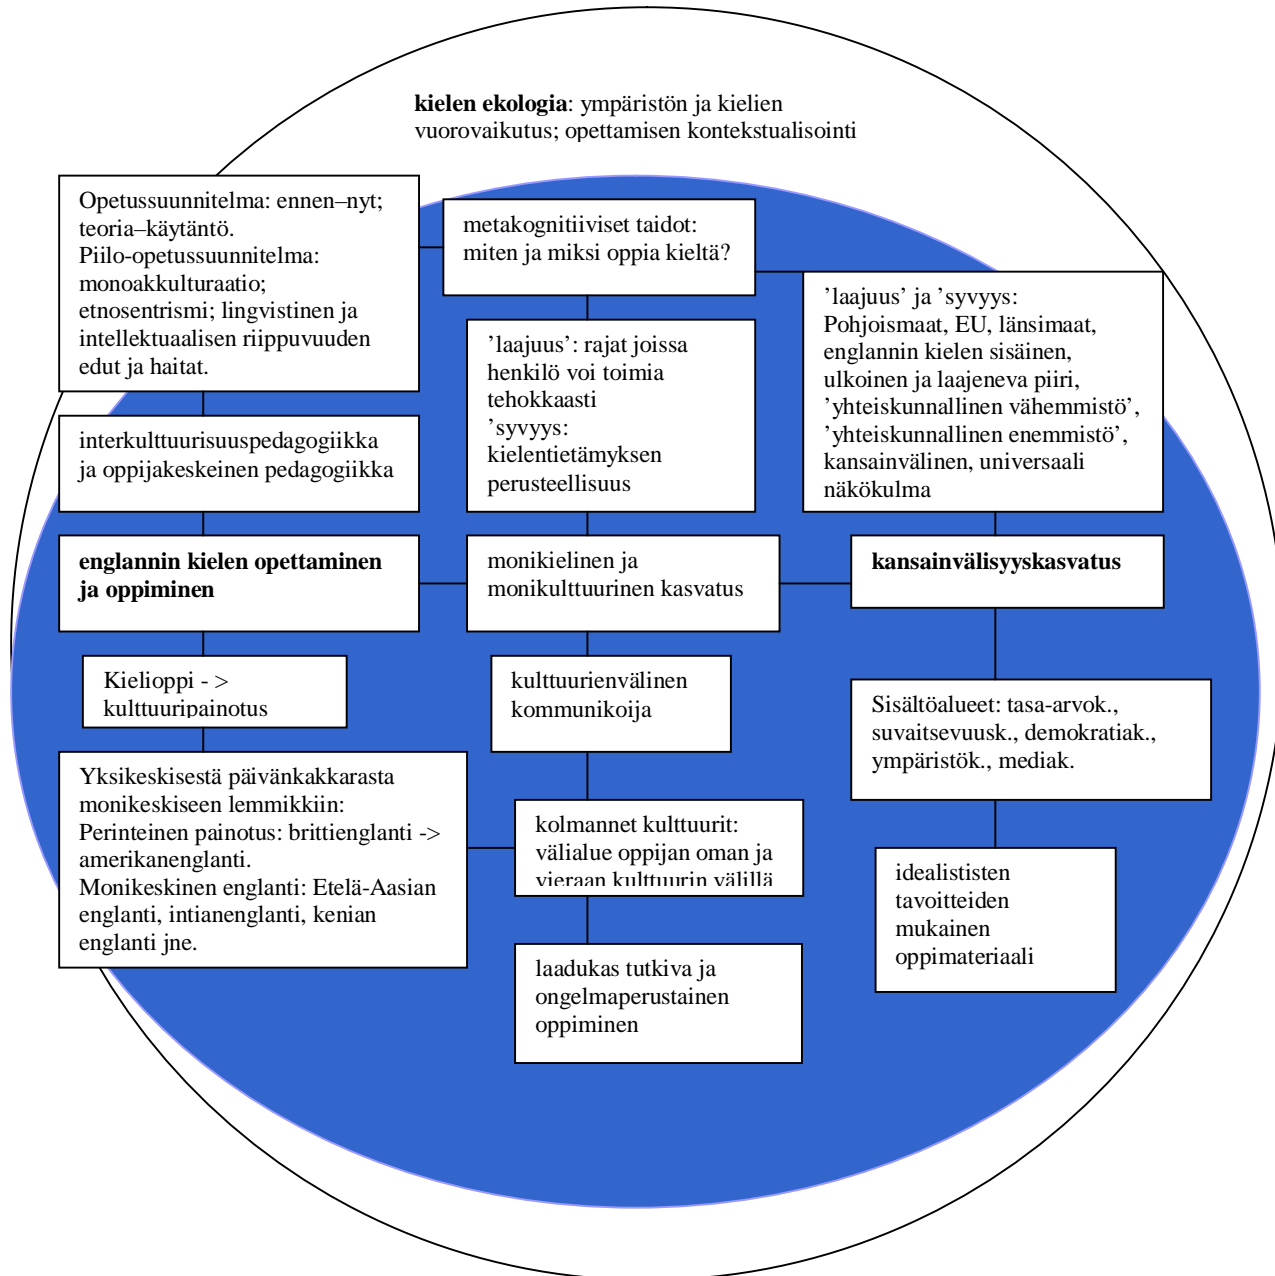 kielen ekologia: ympäristön ja kielien
vuorovaikutus; opettamisen kontekstualisointi
Opetussuunnitelma: ennen–nyt;
teoria–käytäntö.
Piilo-opetussuunnitelma:
monoakkulturaatio;
etnosentrismi; lingvistinen ja
intellektuaalisen riippuvuuden
edut ja haitat.
metakognitiiviset taidot:
miten ja miksi oppia kieltä?
’laajuus’ ja ’syvyys:
Pohjoismaat, EU, länsimaat,
englannin kielen sisäinen,
ulkoinen ja laajeneva piiri,
’yhteiskunnallinen vähemmistö’,
’yhteiskunnallinen enemmistö’,
kansainvälinen, universaali
näkökulma
’laajuus’: rajat joissa
henkilö voi toimia
tehokkaasti
’syvyys:
kielentietämyksen
perusteellisuus
interkulttuurisuuspedagogiikka
ja oppijakeskeinen pedagogiikka
englannin kielen opettaminen
ja oppiminen
monikielinen ja
monikulttuurinen kasvatus
kansainvälisyyskasvatus
Kielioppi - >
kulttuuripainotus
kulttuurienvälinen
kommunikoija
Sisältöalueet: tasa-arvok.,
suvaitsevuusk., demokratiak.,
ympäristök., mediak.
Yksikeskisestä päivänkakkarasta
monikeskiseen lemmikkiin:
Perinteinen painotus: brittienglanti ->
amerikanenglanti.
Monikeskinen englanti: Etelä-Aasian
englanti, intianenglanti, kenian
englanti jne.
kolmannet kulttuurit:
välialue oppijan oman ja
vieraan kulttuurin välillä
idealististen
tavoitteiden
mukainen
oppimateriaali
laadukas tutkiva ja
ongelmaperustainen
oppiminen